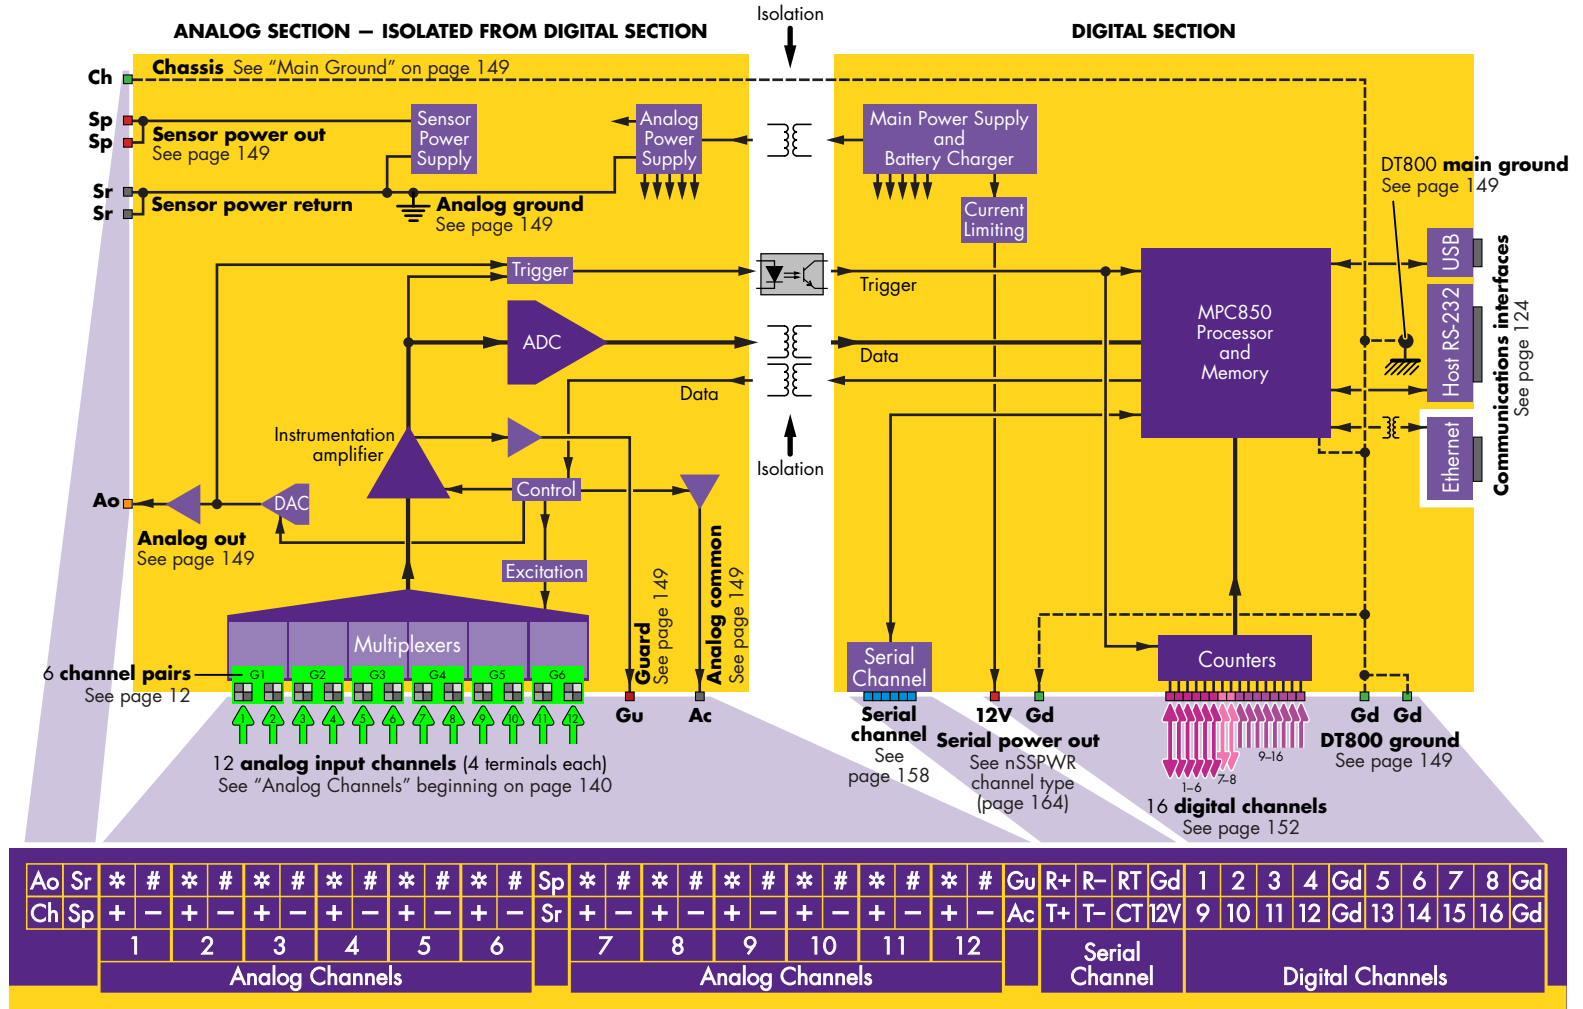 Isolation
ANALOG SECTION – ISOLATED FROM DIGITAL SECTION
DIGITAL SECTION
Ch
Chassis See “Main Ground” on page 149
Sp
Sp
Sensor power out
See page 149
Sensor
Power
Supply
Analog
Power
Supply
Main Power Supply
and
Battery Charger
DT800 main ground
See page 149
Sr
Sr
Sensor power return
Analog ground
See page 149
Current
Limiting
Trigger
Trigger
ADC
Data
Data
MPC850
Processor
and
Memory
USB
Host RS-232
Ethernet
Communications interfaces
See page 124
Instrumentation
amplifier
Isolation
Control
Ao
DAC
Analog out
See page 149
Excitation
Guard
See page 149
Analog common
See page 149
Multiplexers
6 channel pairs
See page 12
G1 G2 G3 G4 G5 G6
1 2 3 4 5 6 7 8 9 10 11 12
Gu
Ac
12 analog input channels (4 terminals each)
See “Analog Channels” beginning on page 140
Serial
Channel
Serial
channel
See
page 158
12V Gd
Serial power out
See nSSPWR
channel type
(page 164)
Counters
1–6
7–8
9–16
16 digital channels
See page 152
Gd Gd
DT800 ground
See page 149
Ao Sr * # * # * # * # * # * # Sp * # * # * # * # * # * # Gu R+ R– RT Gd 1 2 3 4 Gd 5 6 7 8 Gd
Ch Sp + – + – + – + – + – + – Sr + – + – + – + – + – + – Ac T+ T– CT 12V 9 10 11 12 Gd 13 14 15 16 Gd
1 2 3 4 5 6 7 8 9 10 11 12
Analog Channels
Analog Channels
Serial
Channel
Digital Channels